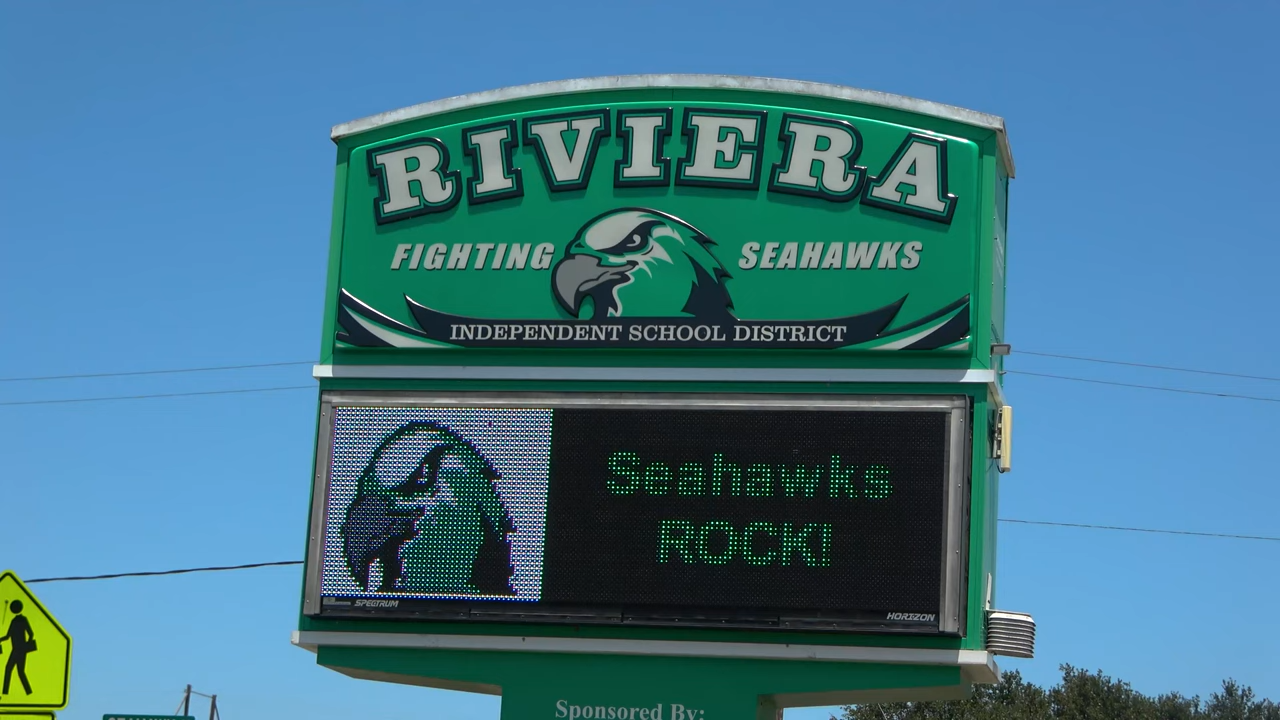 RIVIERA
FIGHTING SEAHAWKS
INDEPENDENT SCHOOL DISTRICT
Seahawks
ROCK!
SPECTRUM
HORIZON
Sponsored By: